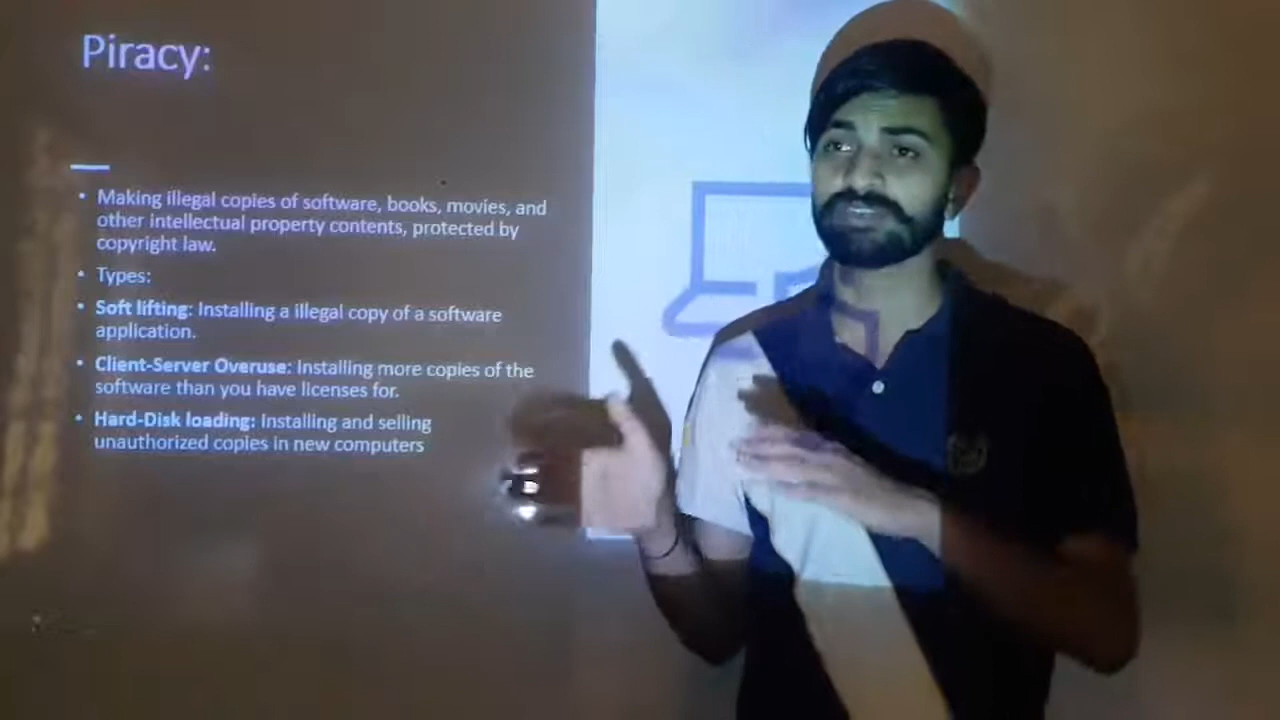 Piracy:
• Making illegal copies of software, books, movies, and
other intellectual property contents, protected by
copyright law.
• Types:
• Soft lifting: Installing a illegal copy of a software
application.
• Client-Server Overuse: Installing more copies of the
software than you have licenses for.
• Hard-Disk loading: Installing and selling
unauthorized copies in new computers